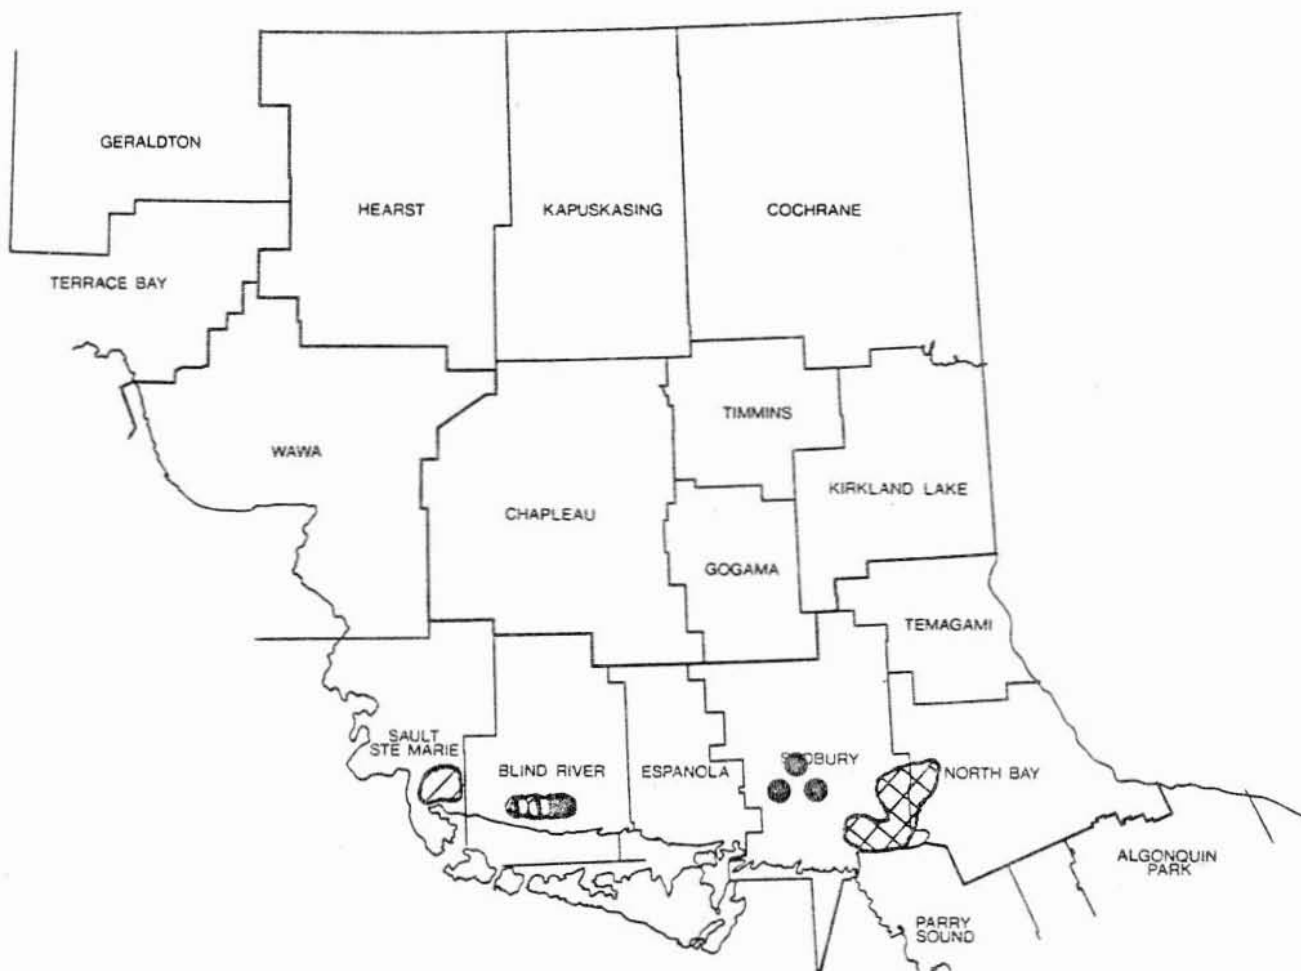 GERALDTON
HEARST
KAPUSKASING
COCHRANE
TERRACE BAY
TIMMINS
WAWA
KIRKLAND LAKE
CHAPLEAU
GOGAMA
TEMAGAMI
SAULT
STE MARIE
BLIND RIVER
ESPANOLA
SUDBURY
NORTH BAY
ALGONQUIN
PARK
PARRY
SOUND